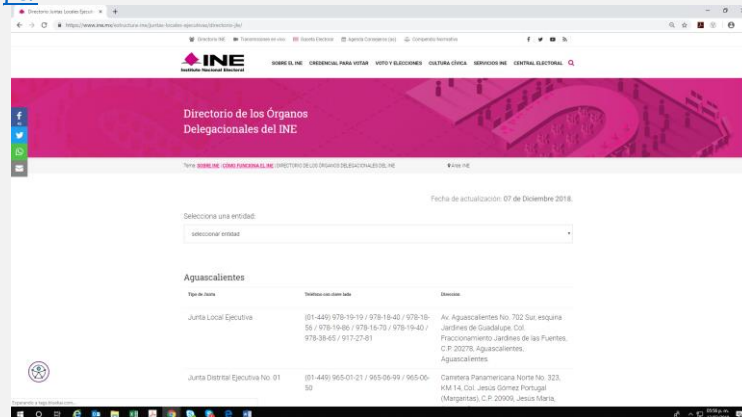 Directorio Juntas Locales Ejecuti
https://www.ine.mx/estructura-ine/juntas-locales-ejecutivas/directorio-jle/
Directorio INE Transmisiones en vivo Gaceta Electoral Agenda Consejeros (as) Compendio Normativo
INE
Instituto Nacional Electoral
SOBRE EL INE CREDENCIAL PARA VOTAR VOTO Y ELECCIONES CULTURA CÍVICA SERVICIOS INE CENTRAL ELECTORAL
Directorio de los Órganos
Delegacionales del INE
Tema: SOBRE INE CÓMO FUNCIONA EL INE DIRECTORIO DE LOS ÓRGANOS DELEGACIONALES DEL INE
Área: INE
Fecha de actualización: 07 de Diciembre 2018.
Selecciona una entidad:
seleccionar entidad
Aguascalientes
Tipo de Junta Teléfono con clave lada Dirección
Junta Local Ejecutiva
(01-449) 978-19-19 / 978-18-40 / 978-18-
56 / 978-19-86 / 978-16-70 / 978-19-40 /
978-38-65 / 917-27-81
Av. Aguascalientes No. 702 Sur, esquina
Jardines de Guadalupe, Col.
Fraccionamiento Jardines de las Fuentes,
C.P. 20278, Aguascalientes,
Aguascalientes.
Junta Distrital Ejecutiva No. 01
(01-449) 965-01-21 / 965-06-99 / 965-06-
50
Carretera Panamericana Norte No. 323,
KM 14, Col. Jesús Gómez Portugal
(Margaritas), C.P. 20909, Jesús María,